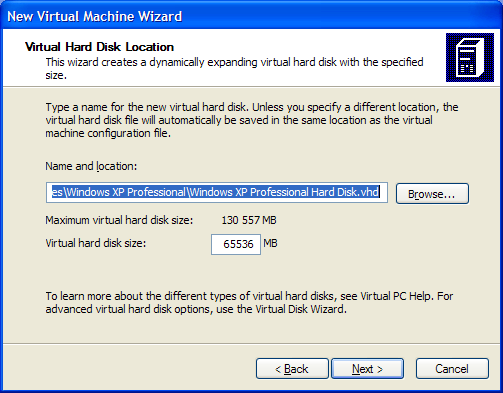 New Virtual Machine Wizard
Virtual Hard Disk Location
This wizard creates a dynamically expanding virtual hard disk with the specified
size.
Type a name for the new virtual hard disk. Unless you specify a different location, the
virtual hard disk file will automatically be saved in the same location as the virtual
machine configuration file.
Name and location:
es\Windows XP Professional\Windows XP Professional Hard Disk.vhd
Browse...
Maximum virtual hard disk size: 130 557 MB
Virtual hard disk size: 65536 MB
To learn more about the different types of virtual hard disks, see Virtual PC Help. For
advanced virtual hard disk options, use the Virtual Disk Wizard.
< Back Next > Cancel